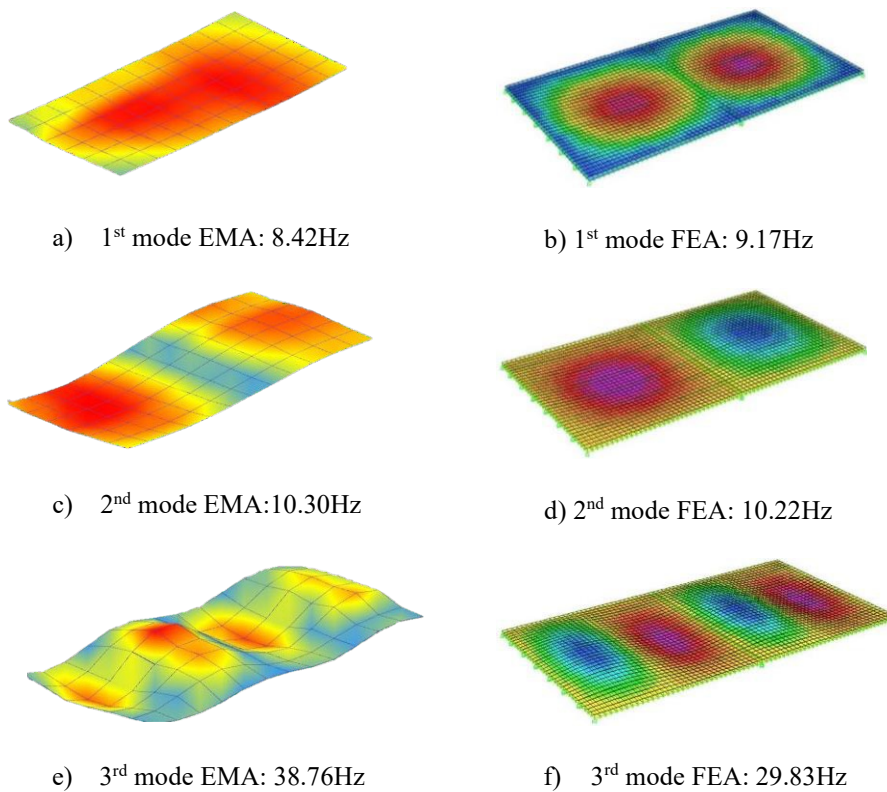 a) 1st mode EMA: 8.42Hz
b) 1st mode FEA: 9.17Hz
c) 2nd mode EMA:10.30Hz
d) 2nd mode FEA: 10.22Hz
e) 3rd mode EMA: 38.76Hz
f) 3rd mode FEA: 29.83Hz